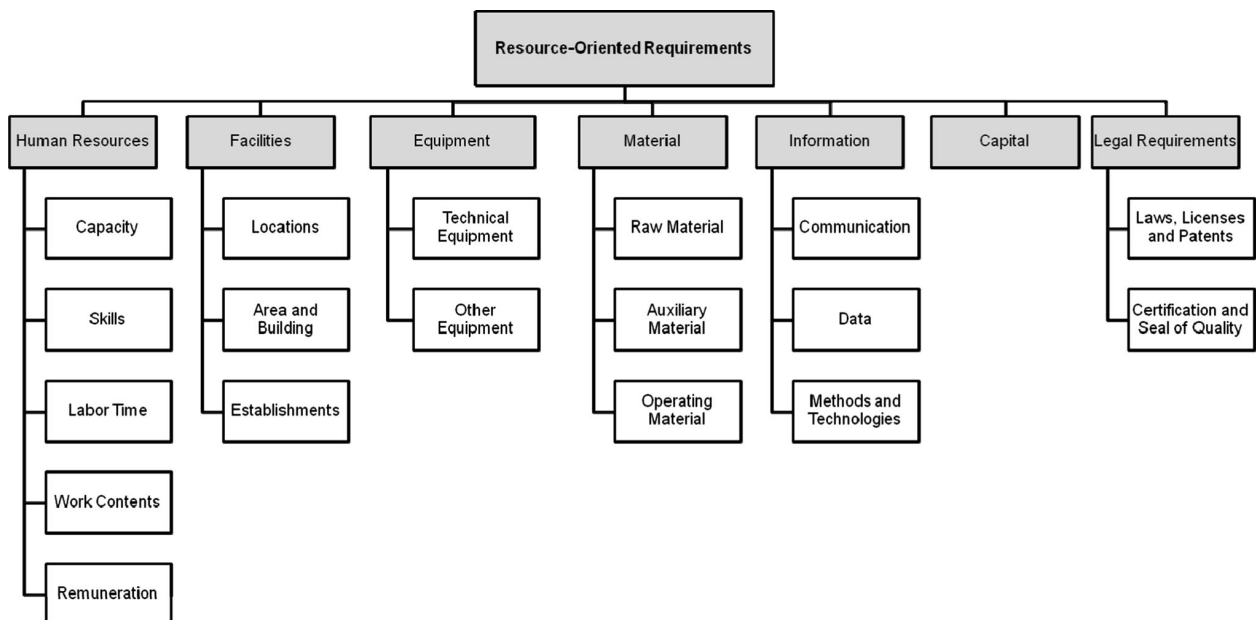 Resource-Oriented Requirements
Human Resources
Facilities
Equipment
Material
Information
Capital
Legal Requirements
Capacity
Skills
Labor Time
Work Contents
Remuneration
Locations
Area and
Building
Establishments
Technical
Equipment
Other
Equipment
Raw Material
Auxiliary
Material
Operating
Material
Communication
Data
Methods and
Technologies
Laws, Licenses
and Patents
Certification and
Seal of Quality